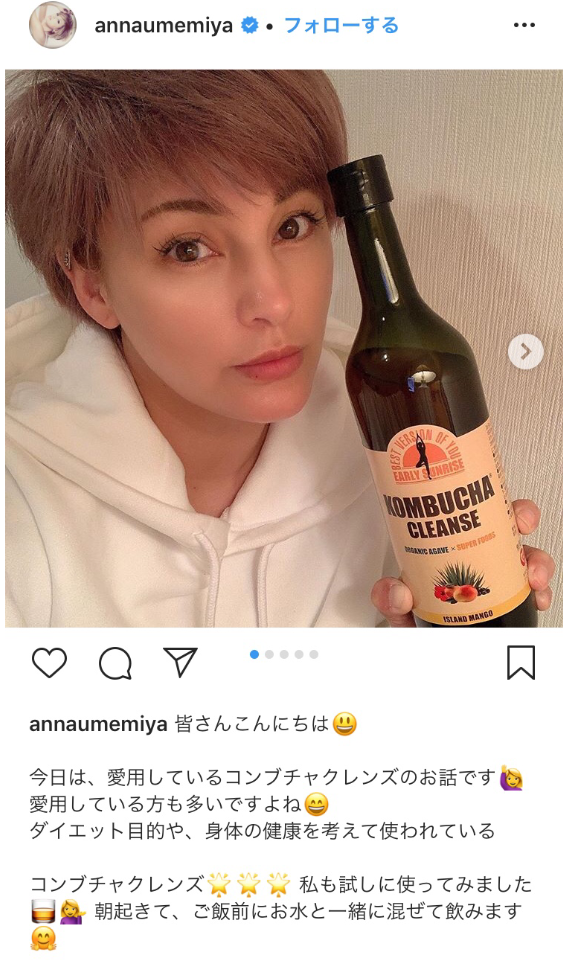 annaumemiya • フォローする
BEST VERSION OF YOU
EARLY SUNRISE
KOMBUCHA
CLEANSE
ORGANIC AGAVE × SUPER FOODS
ISLAND MANGO
annaumemiya 皆さんこんにちは😃
今日は、愛用しているコンブチャクレンズのお話です🙋‍♀️
愛用している方も多いですよね😄
ダイエット目的や、身体の健康を考えて使われている
コンブチャクレンズ🌟🌟🌟 私も試しに使ってみました
🥃💁‍♀️ 朝起きて、ご飯前にお水と一緒に混ぜて飲みます
🤗